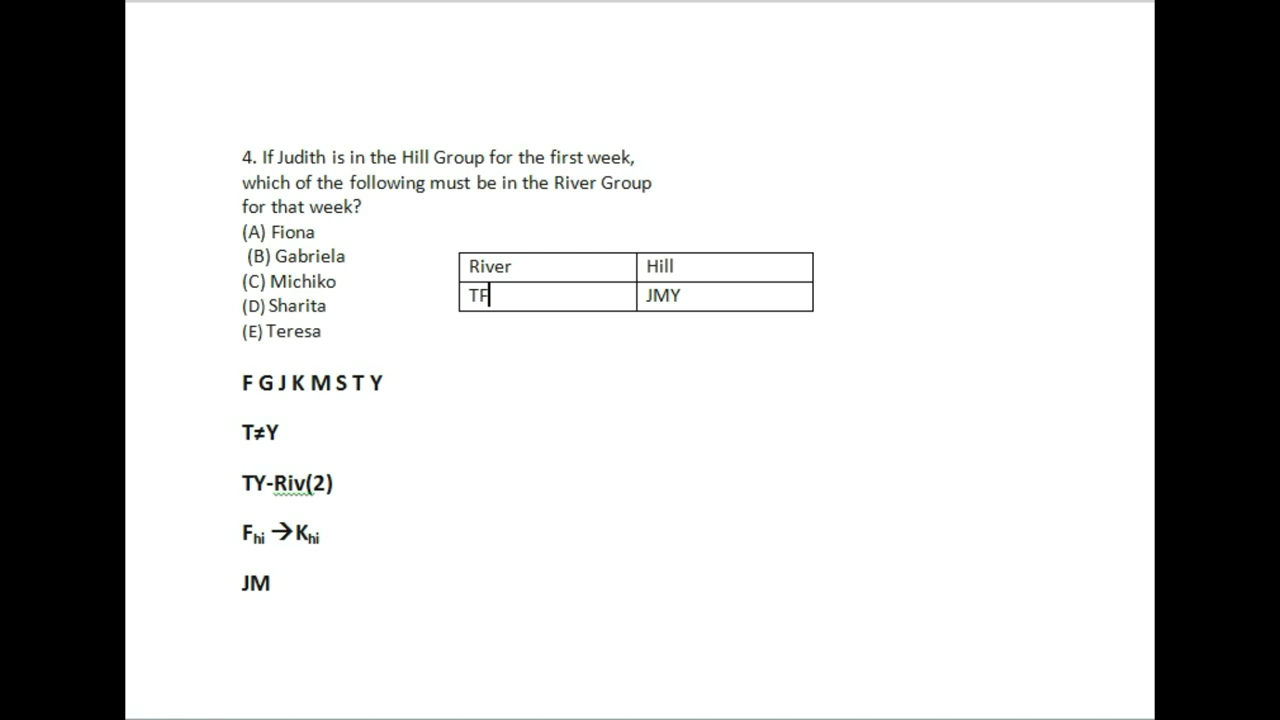 4. If Judith is in the Hill Group for the first week,
which of the following must be in the River Group
for that week?
(A) Fiona
(B) Gabriela
(C) Michiko
(D) Sharita
(E) Teresa
River Hill
TF JMY
F G J K M S T Y
T≠Y
TY-Riv(2)
Fhi →Khi
JM